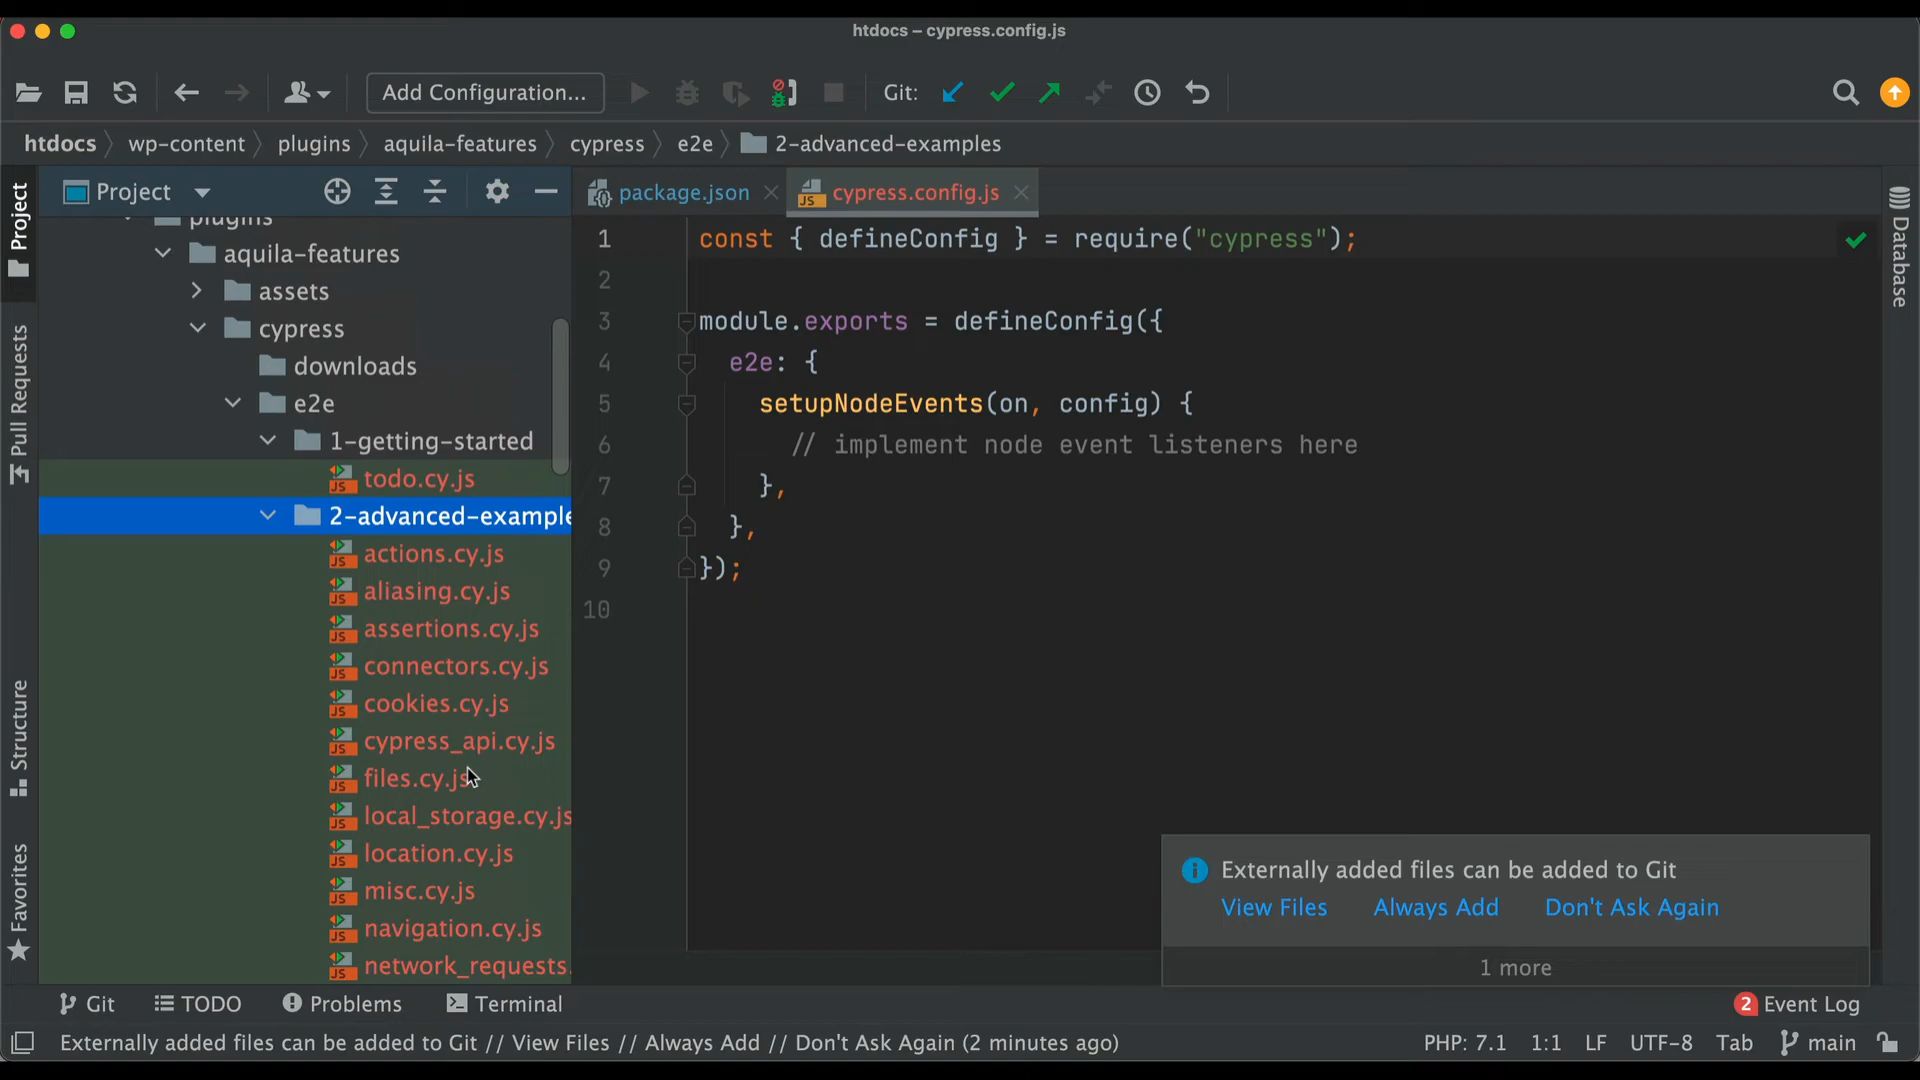 htdocs – cypress.config.js
Add Configuration...
Git:
htdocs
wp-content
plugins
aquila-features
cypress
e2e
2-advanced-examples
Project
Project
package.json
cypress.config.js
plugins
aquila-features
assets
cypress
downloads
e2e
1-getting-started
todo.cy.js
2-advanced-example
actions.cy.js
aliasing.cy.js
assertions.cy.js
connectors.cy.js
cookies.cy.js
cypress_api.cy.js
files.cy.js
local_storage.cy.js
location.cy.js
misc.cy.js
navigation.cy.js
network_requests.
Pull Requests
Structure
Favorites
1 const { defineConfig } = require("cypress");
2
3 module.exports = defineConfig({
4 e2e: {
5 setupNodeEvents(on, config) {
6 // implement node event listeners here
7 },
8 },
9 });
10
Database
Externally added files can be added to Git
View Files Always Add Don't Ask Again
1 more
Git TODO Problems Terminal
2 Event Log
Externally added files can be added to Git // View Files // Always Add // Don't Ask Again (2 minutes ago)
PHP: 7.1 1:1 LF UTF-8 Tab main